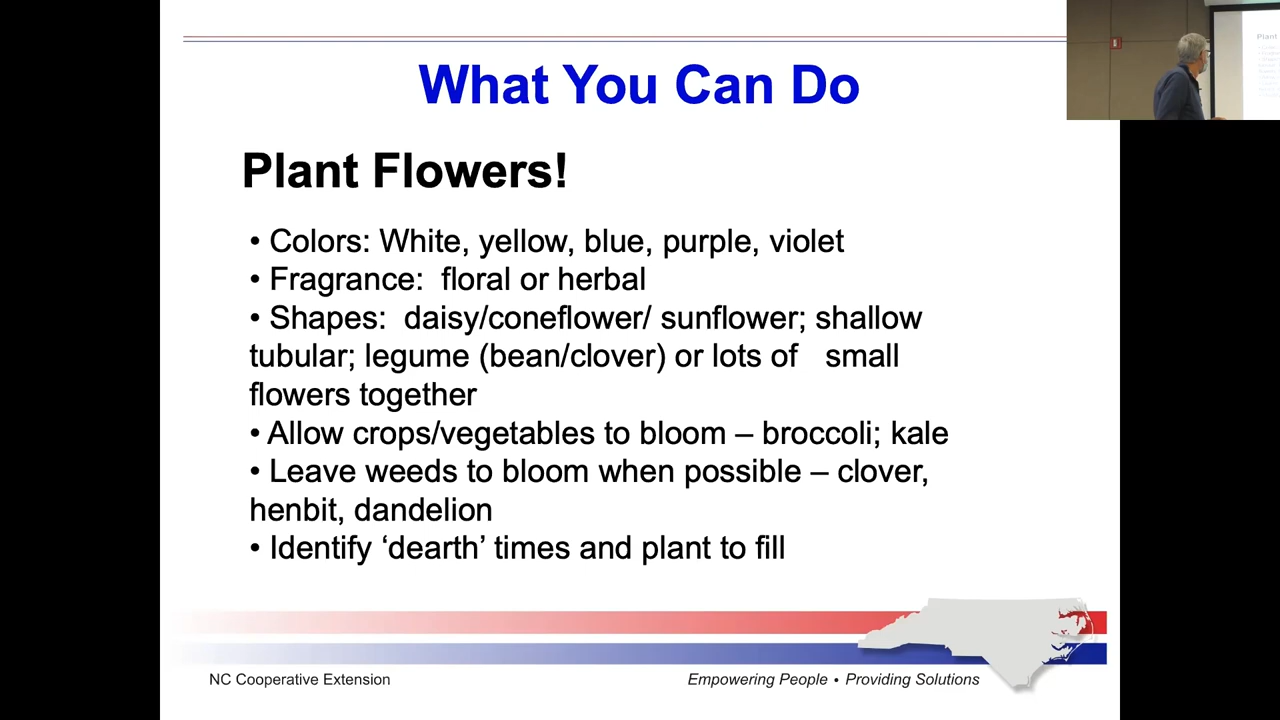 What You Can Do
Plant Flowers!
• Colors: White, yellow, blue, purple, violet
• Fragrance: floral or herbal
• Shapes: daisy/coneflower/ sunflower; shallow
tubular; legume (bean/clover) or lots of small
flowers together
• Allow crops/vegetables to bloom – broccoli; kale
• Leave weeds to bloom when possible – clover,
henbit, dandelion
• Identify ‘dearth’ times and plant to fill
NC Cooperative Extension
Empowering People • Providing Solutions
Plant